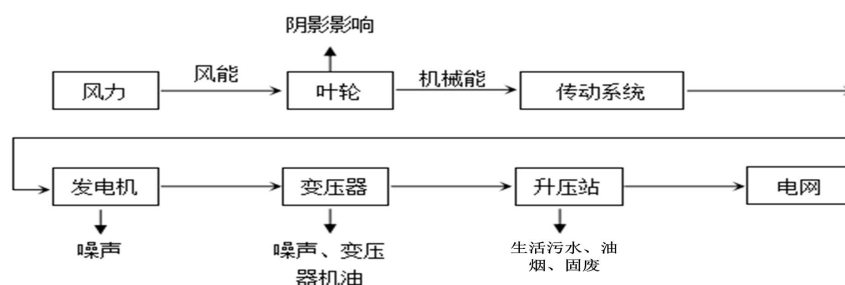 阴影影响
风力
风能
叶轮
机械能
传动系统
发电机
变压器
升压站
电网
噪声
噪声、变压
器机油
生活污水、油
烟、固废